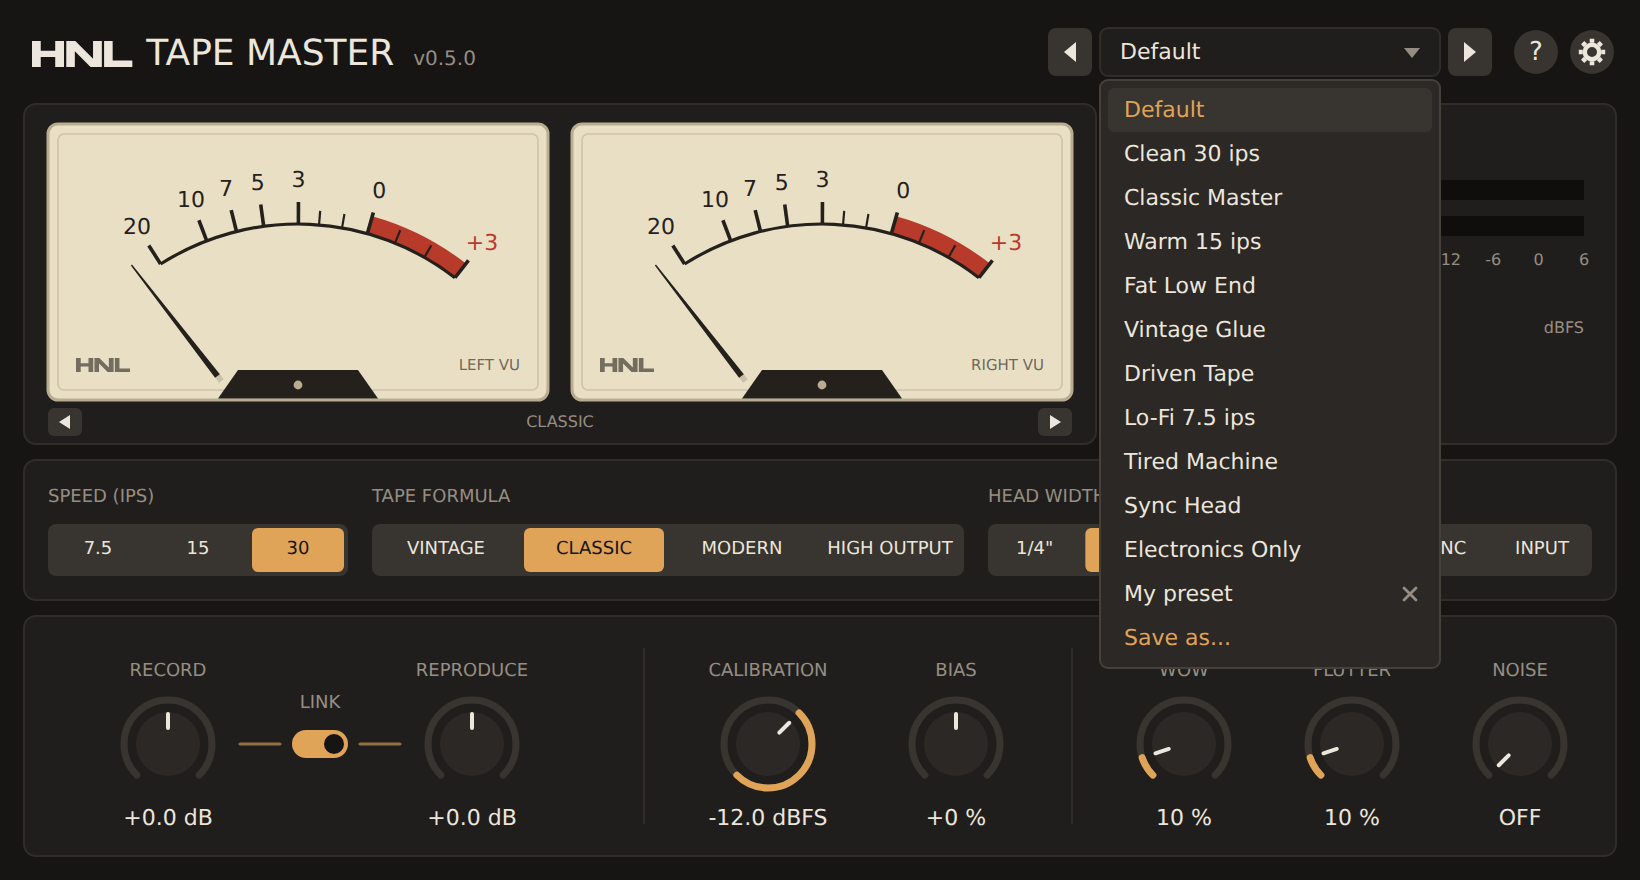 HNL TAPE MASTER v0.5.0
Default
?
Default
Clean 30 ips
Classic Master
Warm 15 ips
Fat Low End
Vintage Glue
Driven Tape
Lo-Fi 7.5 ips
Tired Machine
Sync Head
Electronics Only
My preset
Save as...
20 10 7 5 3 0 +3
HNL LEFT VU
20 10 7 5 3 0 +3
HNL RIGHT VU
CLASSIC
12 -6 0 6
dBFS
SPEED (IPS) TAPE FORMULA HEAD WIDTH
7.5 15 30 VINTAGE CLASSIC MODERN HIGH OUTPUT 1/4" NC INPUT
RECORD LINK REPRODUCE CALIBRATION BIAS WOW FLUTTER NOISE
+0.0 dB +0.0 dB -12.0 dBFS +0 % 10 % 10 % OFF